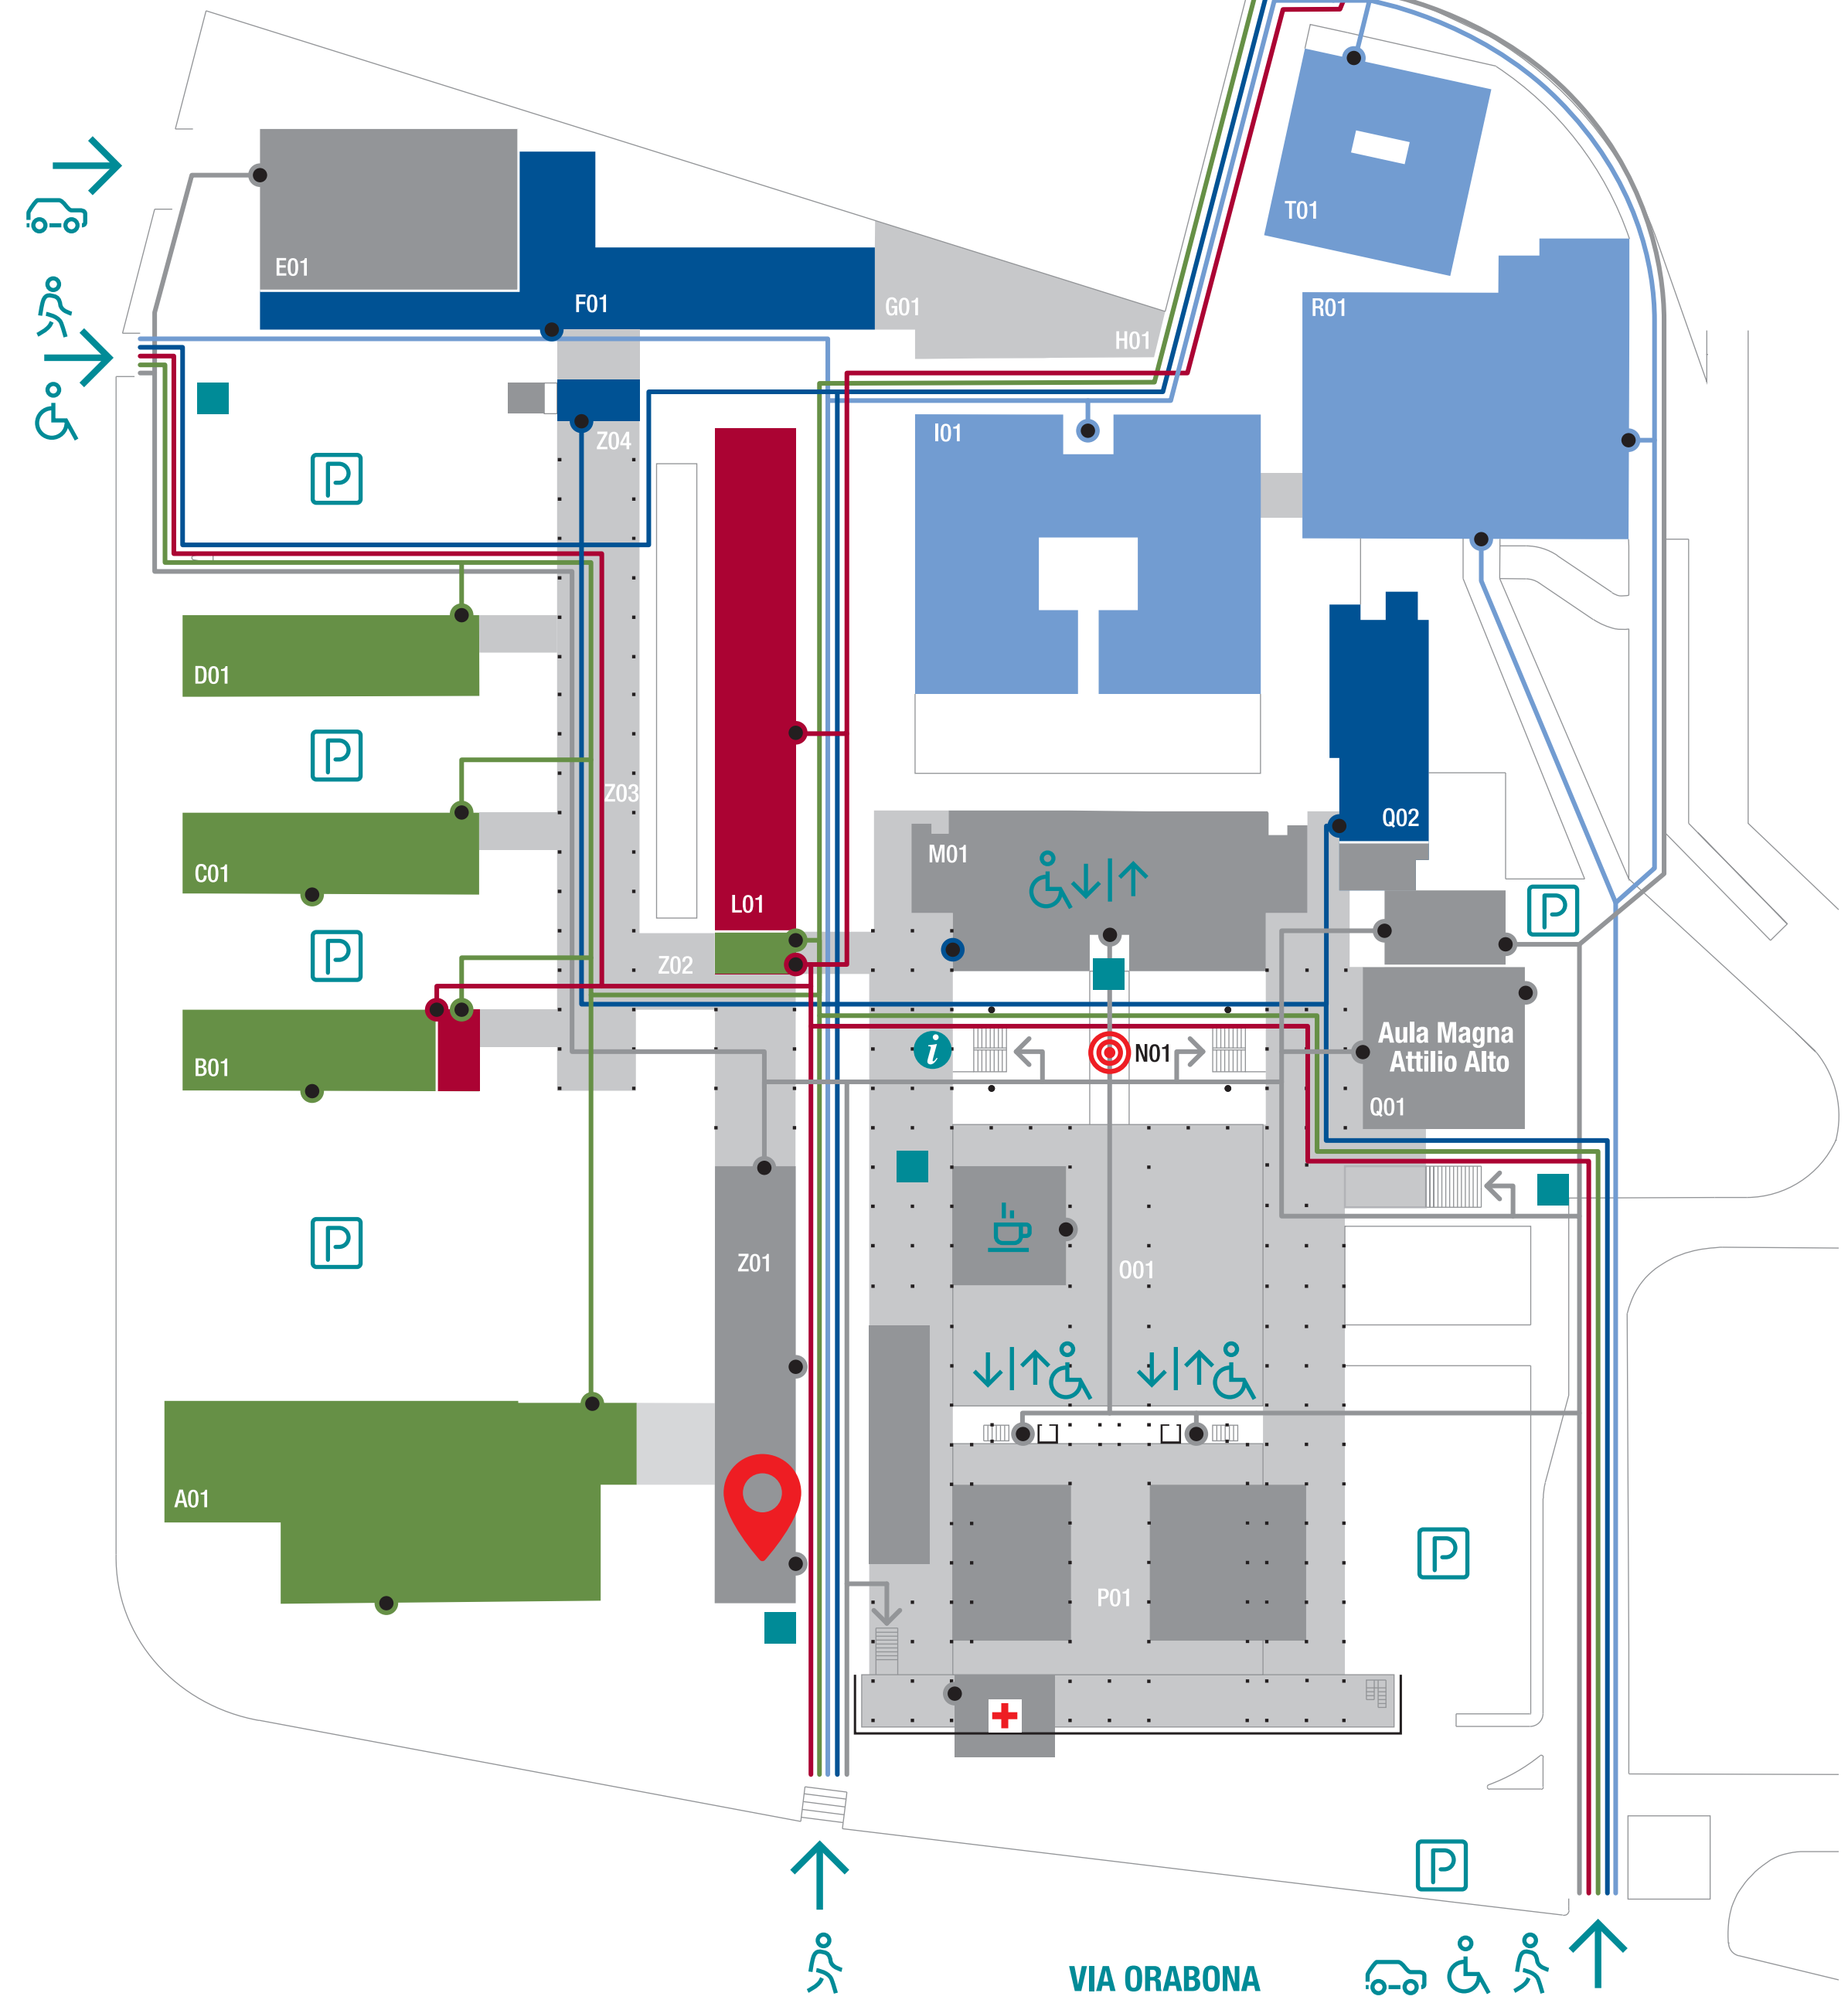 T01
E01
F01
G01
R01
H01
P
Z04
I01
D01
P
Z03
Q02
C01
M01
L01
P
P
Z02
B01
i
N01
Aula Magna
Attilio Alto
Q01
P
Z01
O01
A01
P
P01
P
VIA ORABONA